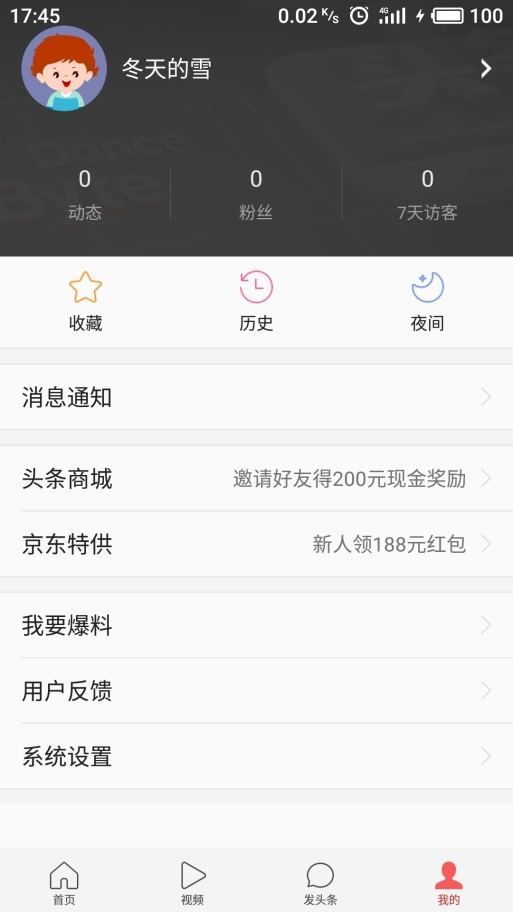 17:45
0.02 K/s 4G 100
冬天的雪
Dance
Byte
0 0 0
动态 粉丝 7天访客
收藏 历史 夜间
消息通知
头条商城 邀请好友得200元现金奖励
京东特供 新人领188元红包
我要爆料
用户反馈
系统设置
首页 视频 发头条 我的